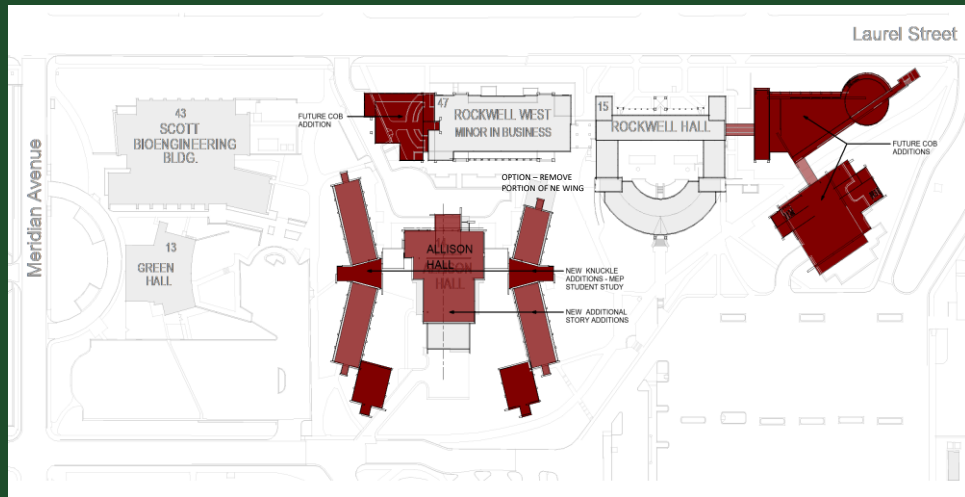 Laurel Street
Meridian Avenue
43
SCOTT
BIOENGINEERING
BLDG.
FUTURE COB
ADDITION
47
ROCKWELL WEST
MINOR IN BUSINESS
15
ROCKWELL HALL
FUTURE COB
ADDITIONS
OPTION – REMOVE
PORTION OF NE WING
13
GREEN
HALL
ALLISON
HALL
HALL
NEW KNUCKLE
ADDITIONS - MEP
STUDENT STUDY
NEW ADDITIONAL
STORY ADDITIONS